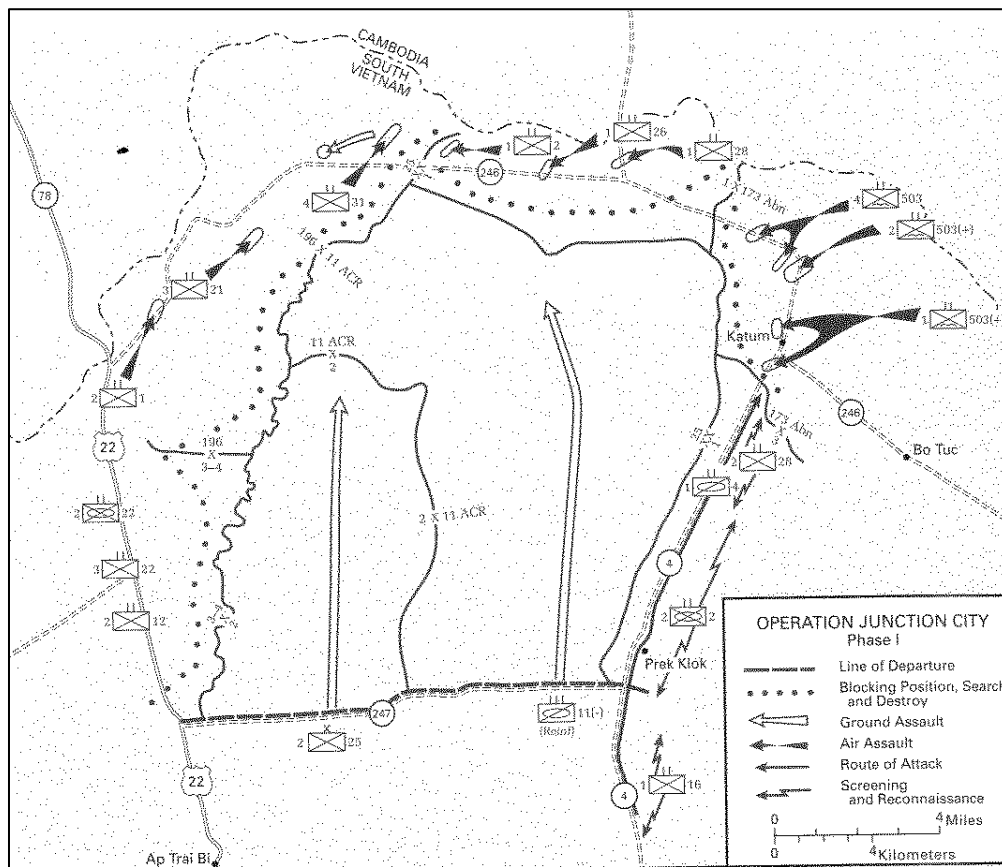 CAMBODIA
SOUTH
VIETNAM
78
1 26
1 2
1 28
246
4 31
1 X 173 Abn
4 503
2 503(+)
196 X 11 ACR
3 21
1 503(+)
Katum
11 ACR
X
2
2 1
246
22
196
X
3-4
173 Abn
X
3
Bo Tuc
2 28
1 4
2 22
2 X 11 ACR
3 22
4
2 12
2 2
Prek Klok
247
11(-)
(Reinf)
2 25
22
1 16
4
Ap Trai Bi
OPERATION JUNCTION CITY
Phase I
Line of Departure
Blocking Position, Search
and Destroy
Ground Assault
Air Assault
Route of Attack
Screening
and Reconnaissance
0 4 Miles
0 4 Kilometers